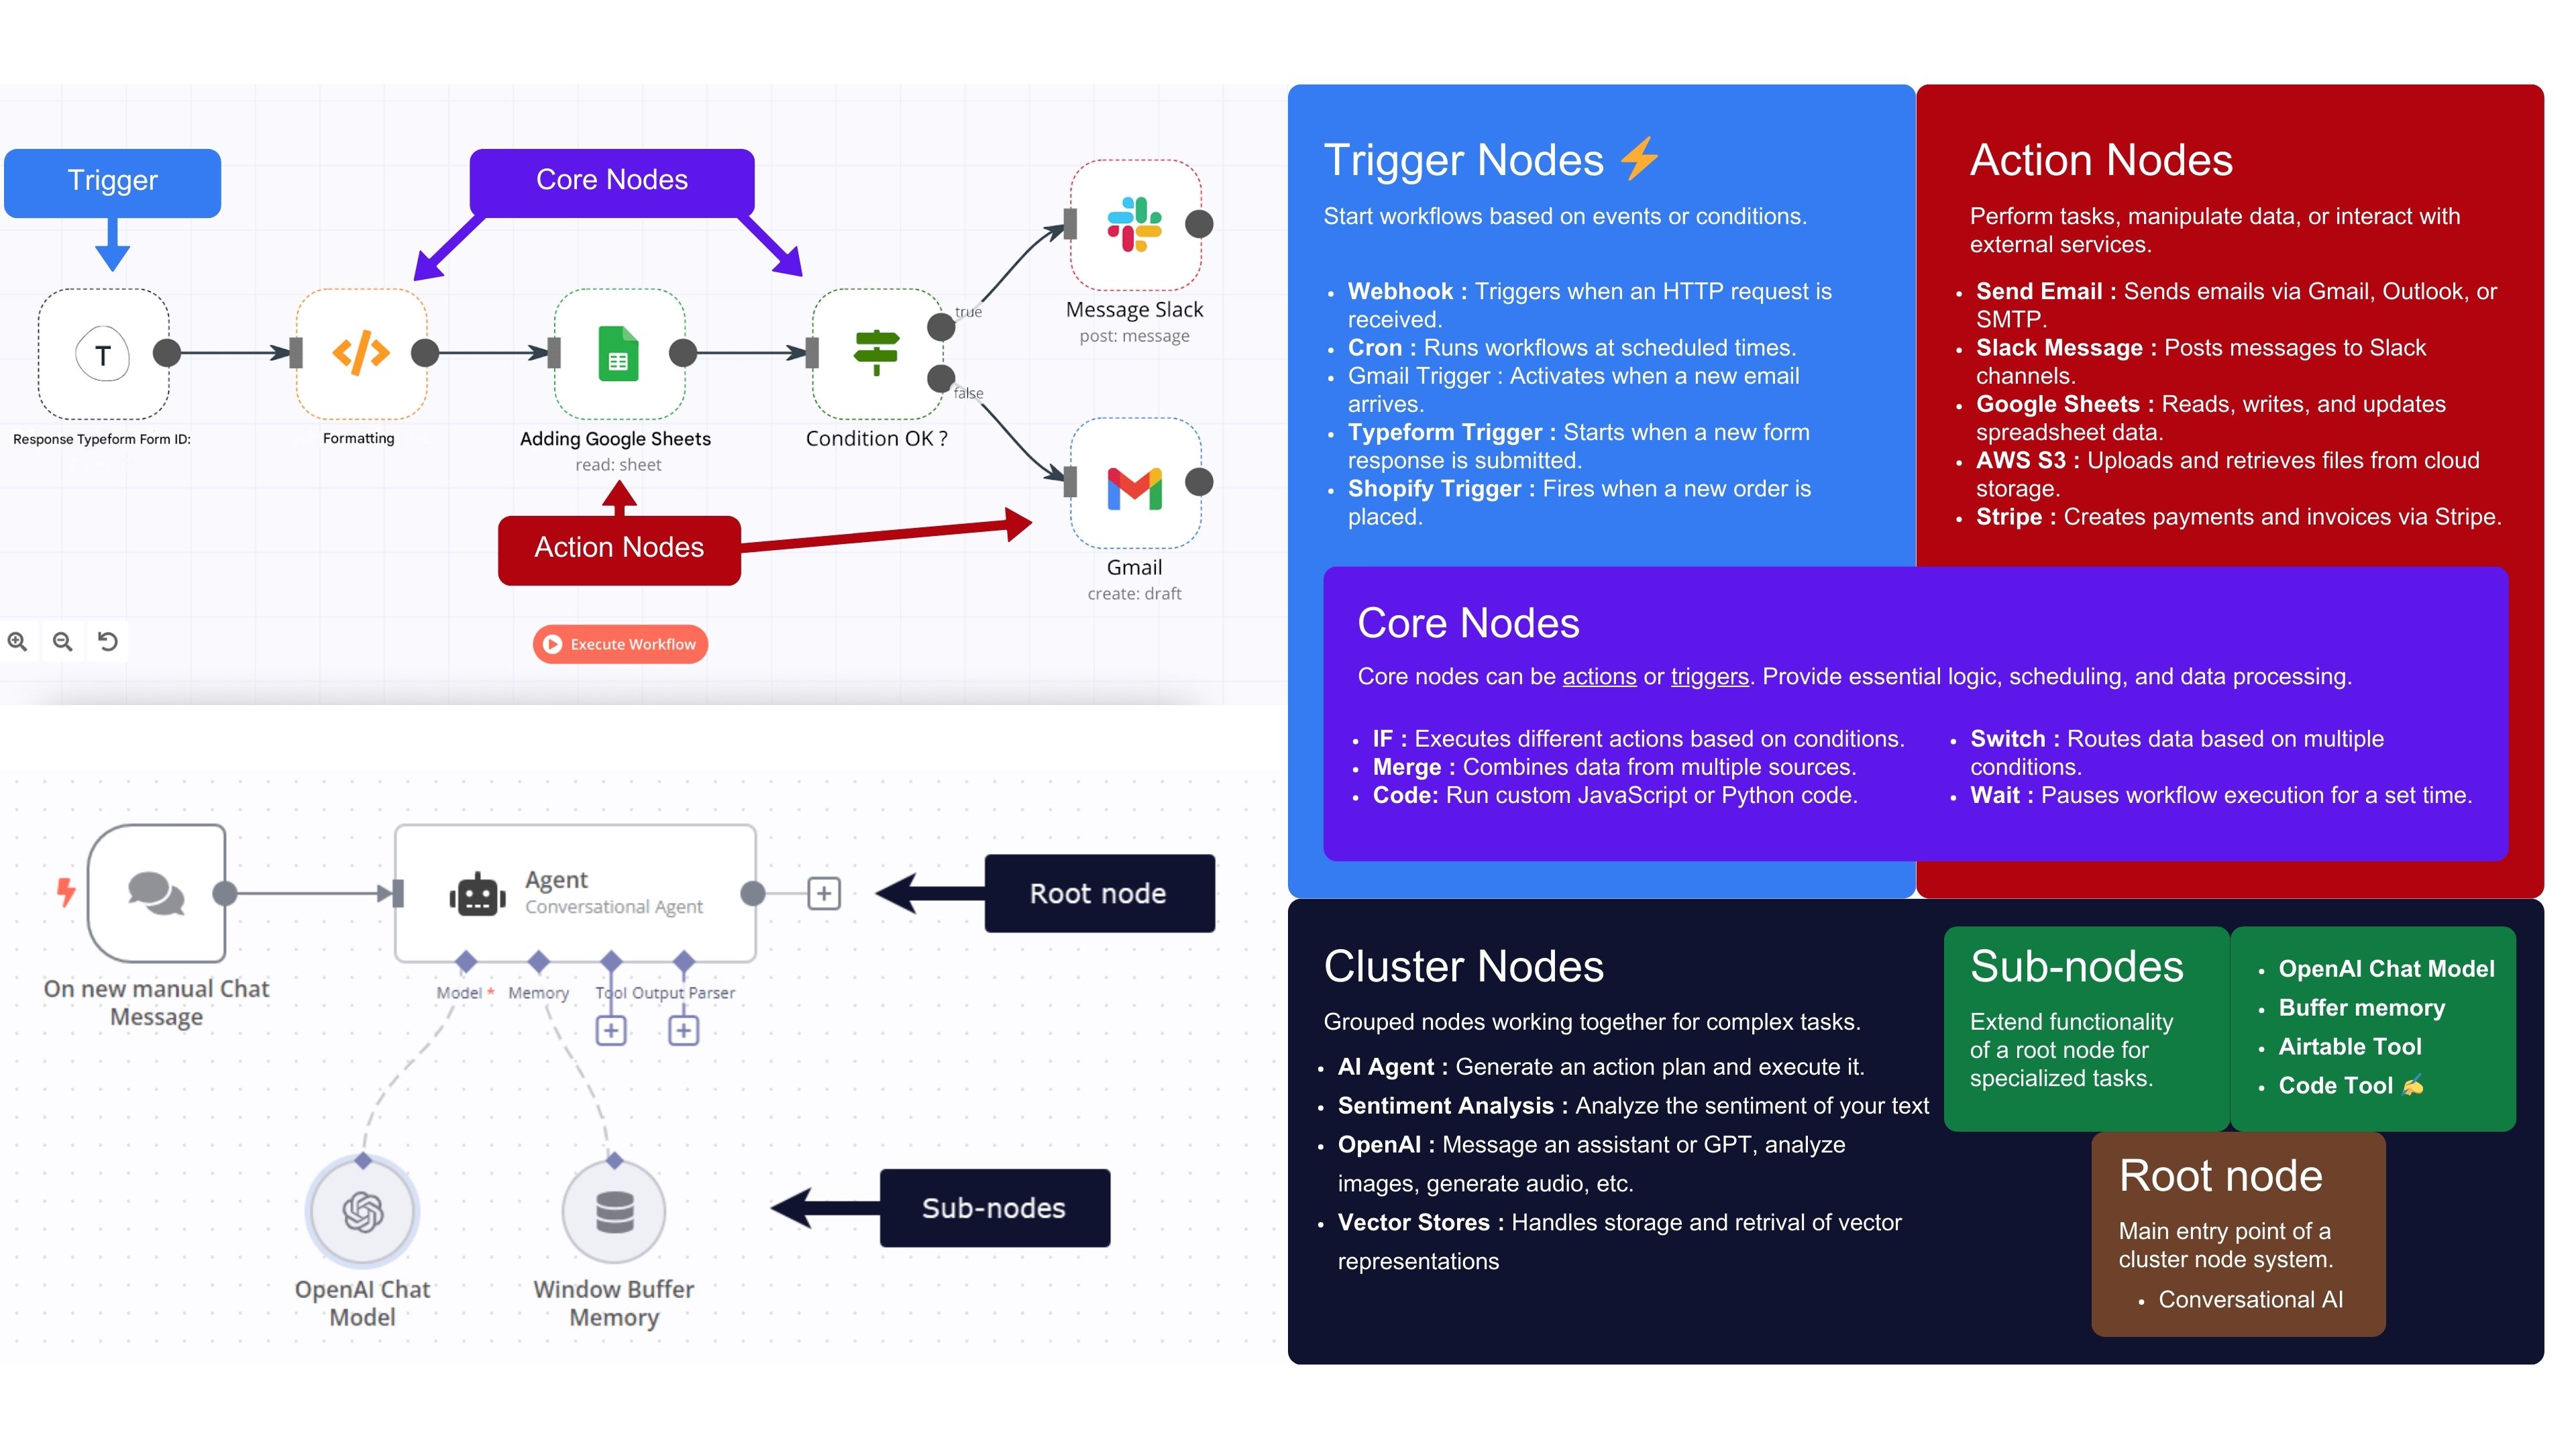 Trigger
Core Nodes
T
true
false
Message Slack
post: message
Response Typeform Form ID:
Formatting
Adding Google Sheets
read: sheet
Condition OK ?
Action Nodes
Gmail
create: draft
Execute Workflow
Agent
Conversational Agent
Root node
On new manual Chat
Message
Model *
Memory
Tool
Output Parser
Sub-nodes
OpenAI Chat
Model
Window Buffer
Memory
Trigger Nodes ⚡
Start workflows based on events or conditions.
• Webhook : Triggers when an HTTP request is
received.
• Cron : Runs workflows at scheduled times.
• Gmail Trigger : Activates when a new email
arrives.
• Typeform Trigger : Starts when a new form
response is submitted.
• Shopify Trigger : Fires when a new order is
placed.
Action Nodes
Perform tasks, manipulate data, or interact with
external services.
• Send Email : Sends emails via Gmail, Outlook, or
SMTP.
• Slack Message : Posts messages to Slack
channels.
• Google Sheets : Reads, writes, and updates
spreadsheet data.
• AWS S3 : Uploads and retrieves files from cloud
storage.
• Stripe : Creates payments and invoices via Stripe.
Core Nodes
Core nodes can be actions or triggers. Provide essential logic, scheduling, and data processing.
• IF : Executes different actions based on conditions.
• Merge : Combines data from multiple sources.
• Code: Run custom JavaScript or Python code.
• Switch : Routes data based on multiple
conditions.
• Wait : Pauses workflow execution for a set time.
Cluster Nodes
Grouped nodes working together for complex tasks.
• AI Agent : Generate an action plan and execute it.
• Sentiment Analysis : Analyze the sentiment of your text
• OpenAI : Message an assistant or GPT, analyze
images, generate audio, etc.
• Vector Stores : Handles storage and retrival of vector
representations
Sub-nodes
Extend functionality
of a root node for
specialized tasks.
• OpenAI Chat Model
• Buffer memory
• Airtable Tool
• Code Tool ✍
Root node
Main entry point of a
cluster node system.
• Conversational AI